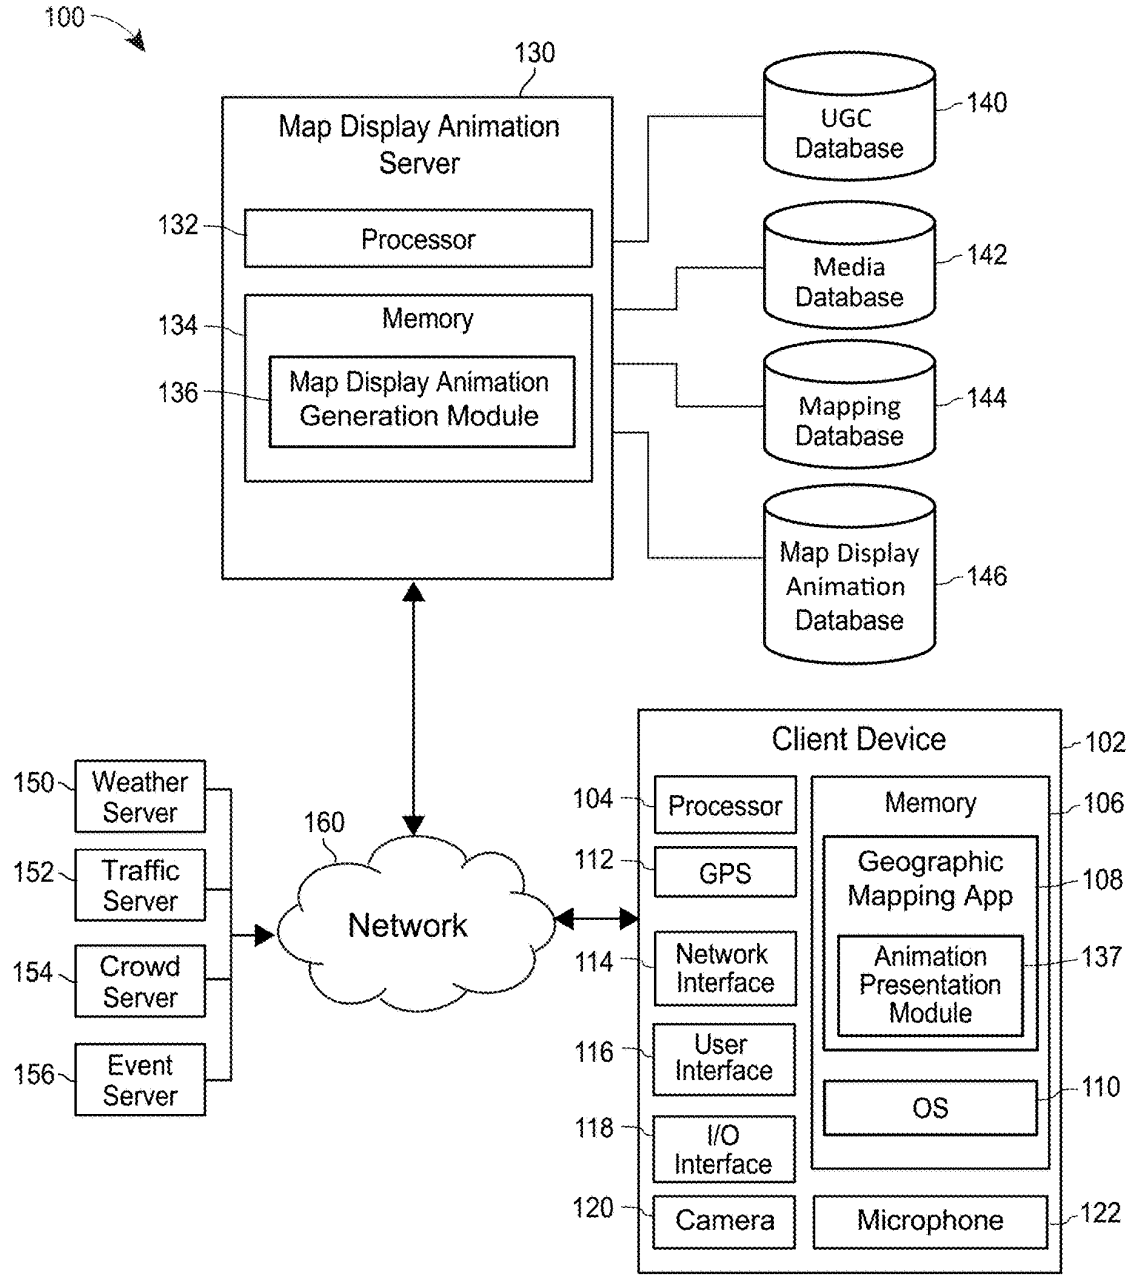 100
130
Map Display Animation
Server
132
Processor
134
Memory
136
Map Display Animation
Generation Module
UGC
Database
140
Media
Database
142
Mapping
Database
144
Map Display
Animation
Database
146
150
Weather
Server
152
Traffic
Server
154
Crowd
Server
156
Event
Server
160
Network
Client Device
102
104
Processor
112
GPS
114
Network
Interface
116
User
Interface
118
I/O
Interface
120
Camera
Memory
106
Geographic
Mapping App
108
Animation
Presentation
Module
137
OS
110
Microphone
122